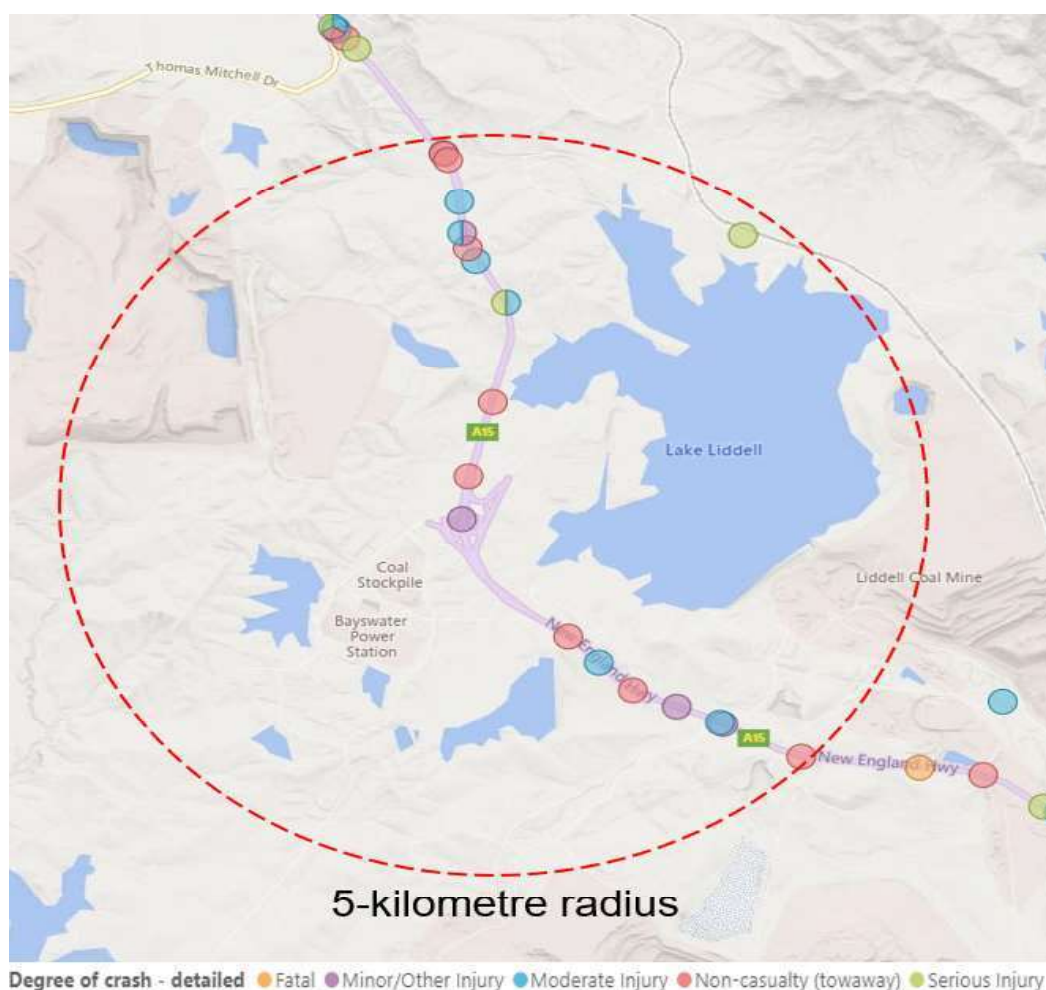 Thomas Mitchell Dr
A15
Lake Liddell
Coal
Stockpile
Liddell Coal Mine
Bayswater
Power
Station
New England Hwy
A15
New England Hwy
5-kilometre radius
Degree of crash - detailed Fatal Minor/Other Injury Moderate Injury Non-casualty (towaway) Serious Injury